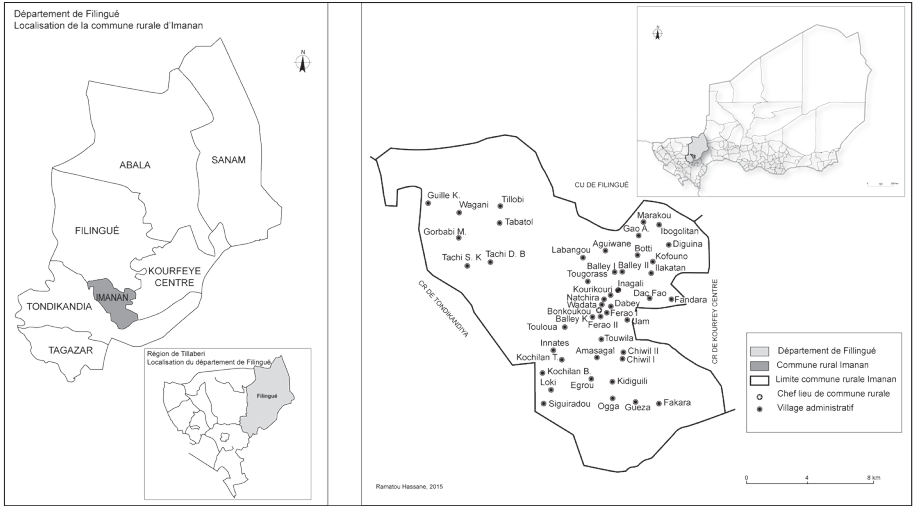 Département de Filingué
Localisation de la commune rurale d'Imanan
N
ABALA
SANAM
FILINGUÉ
KOURFEYE
CENTRE
IMANAN
TONDIKANDIA
TAGAZAR
Région de Tillaberi
Localisation du département de Filingué
Filingué
N
CU DE FILINGUÉ
Guille K.
Wagani
Tillobi
Tabatol
Gorbabi M.
Tachi S. K
Tachi D. B
Marakou
Gao A.
Ibogolitan
Diguina
Labangou
Aguiwane
Botti
Kofouno
Balley I
Balley II
Ilakatan
Tougorass
Inagali
Kourikouri
Natchira
Dac Fao
Fandara
Wadata
Dabey
Bonkoukou
Ferao I
Balley K
Ferao II
Jam
Touloua
Touwila
Innates
Amasagal
Chiwil II
Chiwil I
Kochilan T.
Kochilan B.
Loki
Egrou
Kidiguili
Siguiradou
Ogga
Gueza
Fakara
CR DE TONDIKANDIYA
CR DE KOURFEY CENTRE
Département de Fillingué
Commune rural Imanan
Limite commune rurale Imanan
Chef lieu de commune rurale
Village administratif
0 4 8 km
Ramatou Hassane, 2015